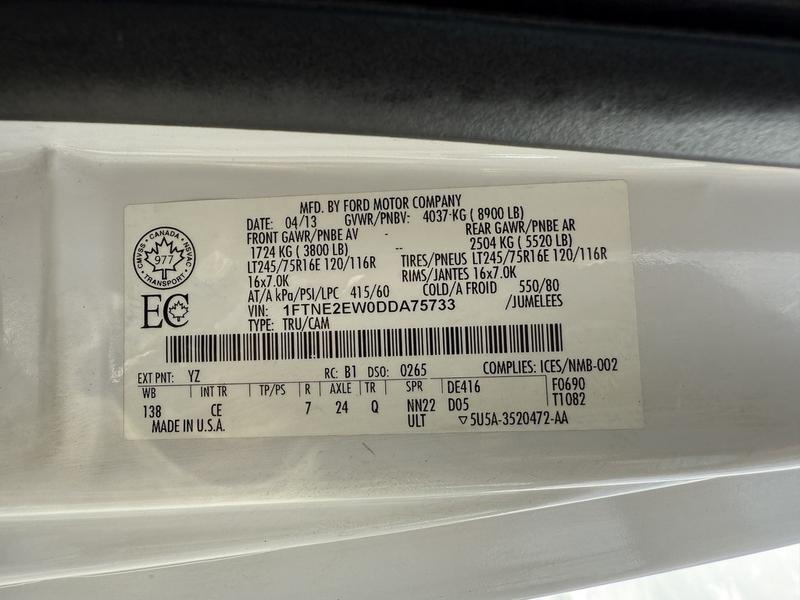 MFD. BY FORD MOTOR COMPANY
DATE: 04/13 GVWR/PNBV: 4037-KG ( 8900 LB)
FRONT GAWR/PNBE AV - REAR GAWR/PNBE AR
1724 KG ( 3800 LB) -- 2504 KG ( 5520 LB)
LT245/75R16E 120/116R TIRES/PNEUS LT245/75R16E 120/116R
16x7.0K RIMS/JANTES 16x7.0K
AT/A kPa/PSI/LPC 415/60 COLD/A FROID 550/80
VIN: 1FTNE2EW0DDA75733 /JUMELEES
TYPE: TRU/CAM
CANADA
CMVSS NSVAC
977
TRANSPORT
EC
EXT PNT: YZ RC: B1 DSO: 0265 COMPLIES: ICES/NMB-002
WB INT TR TP/PS R AXLE TR SPR DE416 F0690
138 CE 7 24 Q NN22 D05 T1082
MADE IN U.S.A. ULT ▽5U5A-3520472-AA